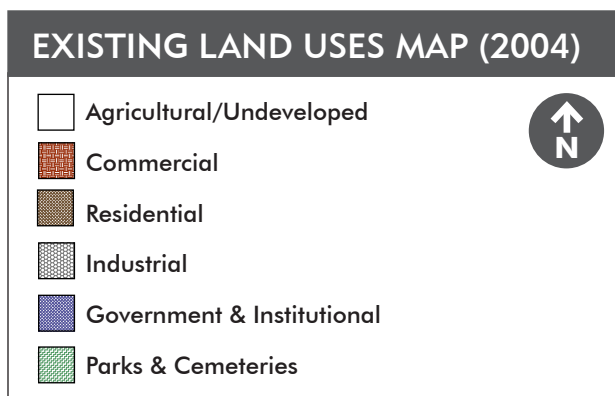 EXISTING LAND USES MAP (2004)
Agricultural/Undeveloped
N
Commercial
Residential
Industrial
Government & Institutional
Parks & Cemeteries